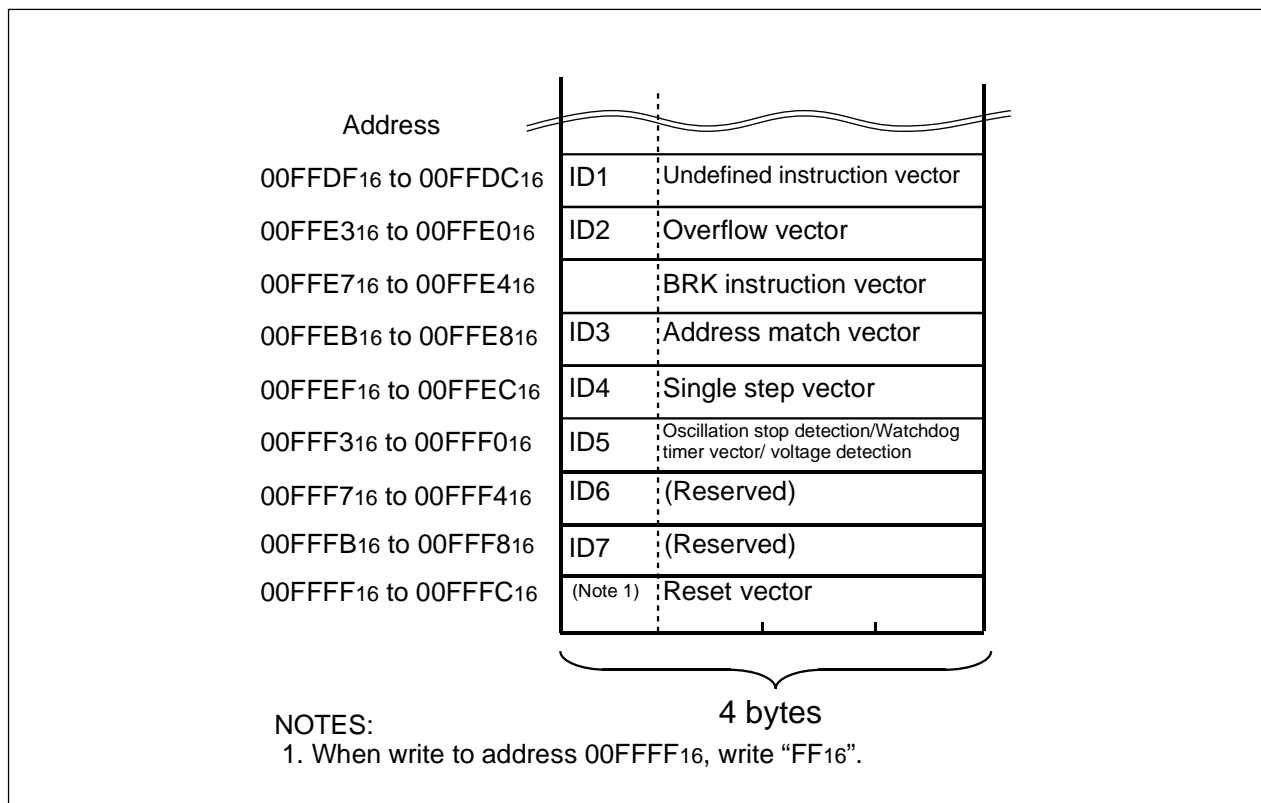 Address
00FFDF16 to 00FFDC16 ID1 Undefined instruction vector
00FFE316 to 00FFE016 ID2 Overflow vector
00FFE716 to 00FFE416 BRK instruction vector
00FFEB16 to 00FFE816 ID3 Address match vector
00FFEF16 to 00FFEC16 ID4 Single step vector
00FFF316 to 00FFF016 ID5 Oscillation stop detection/Watchdog
timer vector/ voltage detection
00FFF716 to 00FFF416 ID6 (Reserved)
00FFFB16 to 00FFF816 ID7 (Reserved)
00FFFF16 to 00FFFC16 (Note 1) Reset vector
4 bytes
NOTES:
1. When write to address 00FFFF16, write “FF16”.